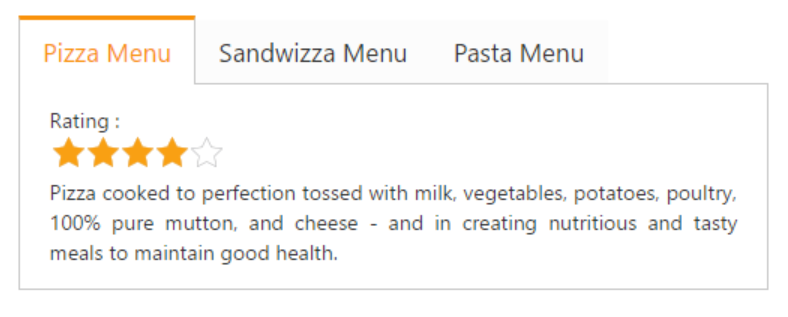 Pizza Menu Sandwizza Menu Pasta Menu
Rating :
Pizza cooked to perfection tossed with milk, vegetables, potatoes, poultry,
100% pure mutton, and cheese - and in creating nutritious and tasty
meals to maintain good health.